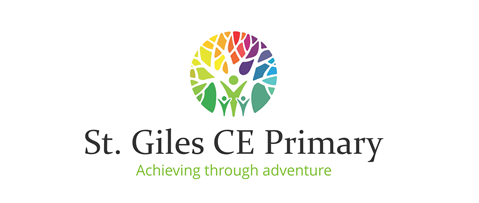 St. Giles CE Primary
Achieving through adventure